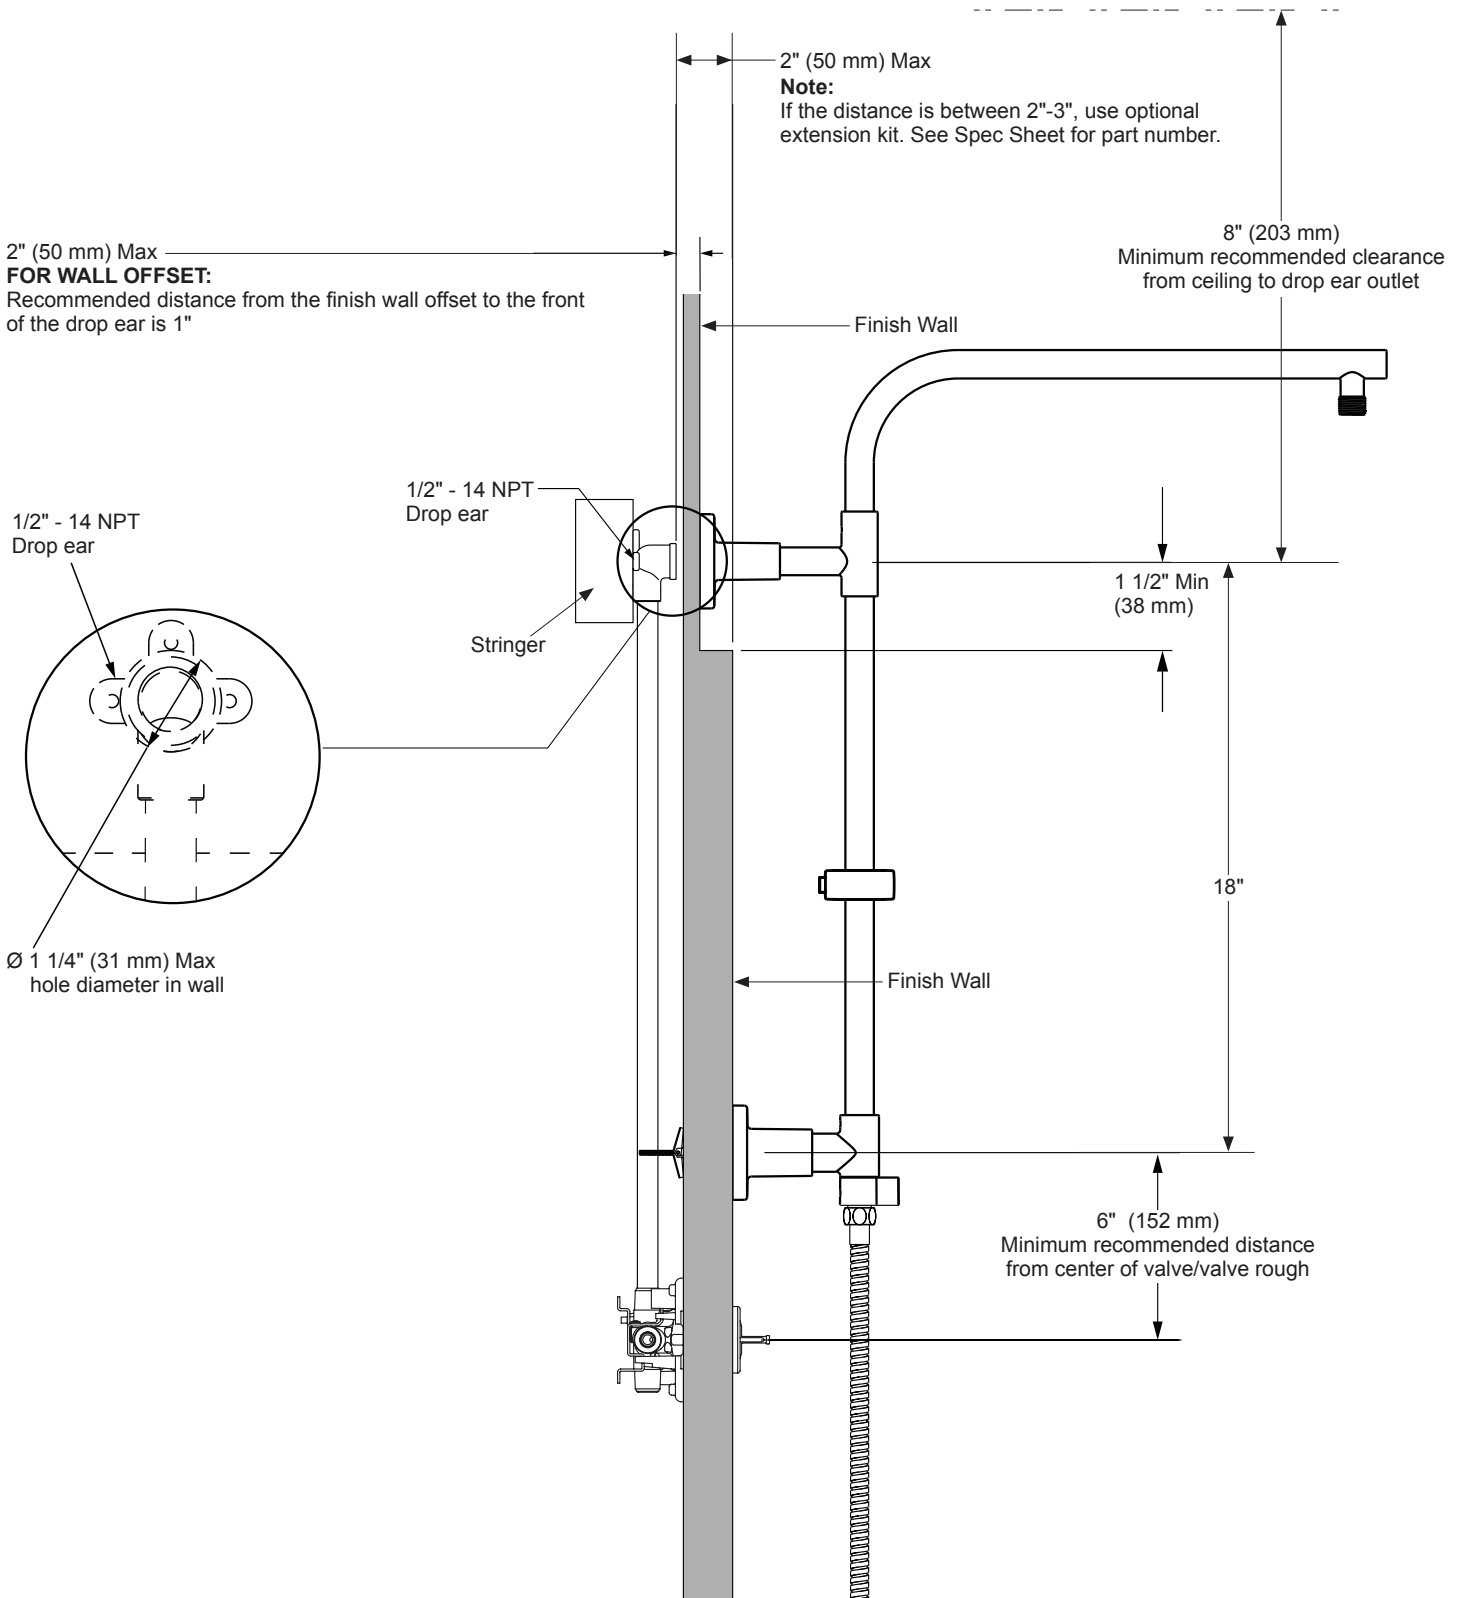 2" (50 mm) Max
Note:
If the distance is between 2"-3", use optional
extension kit. See Spec Sheet for part number.
8" (203 mm)
Minimum recommended clearance
from ceiling to drop ear outlet
2" (50 mm) Max
FOR WALL OFFSET:
Recommended distance from the finish wall offset to the front
of the drop ear is 1"
Finish Wall
1/2" - 14 NPT
Drop ear
1/2" - 14 NPT
Drop ear
Stringer
1 1/2" Min
(38 mm)
18"
Ø 1 1/4" (31 mm) Max
hole diameter in wall
Finish Wall
6" (152 mm)
Minimum recommended distance
from center of valve/valve rough